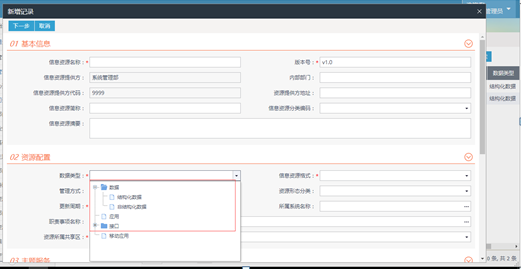 新增记录
管理员
下一步 取消
01 基本信息
信息资源名称：*
版本号：* v1.0
信息资源提供方：系统管理部
内部部门：
信息资源提供方代码：9999
资源提供方地址：
信息资源简称：
信息资源分类编码：
信息资源摘要：
02 资源配置
数据类型：*
信息资源格式：*
管理方式：
资源形态分类：
更新周期：*
所属系统名称：
职责事项名称：
资源所属共享区：*
数据
结构化数据
非结构化数据
应用
接口
移动应用
数据类型
结构化数据
结构化数据
0 条, 共 2 条